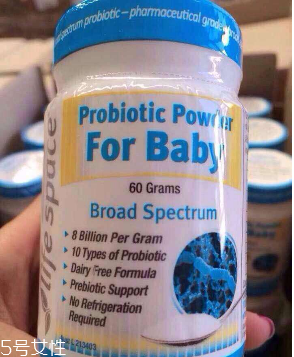 spectrum probiotic – pharmaceutical grade
life space
Probiotic Powder
For Baby
60 Grams
Broad Spectrum
8 Billion Per Gram
10 Types of Probiotic
Dairy Free Formula
Prebiotic Support
No Refrigeration
Required
5号女性